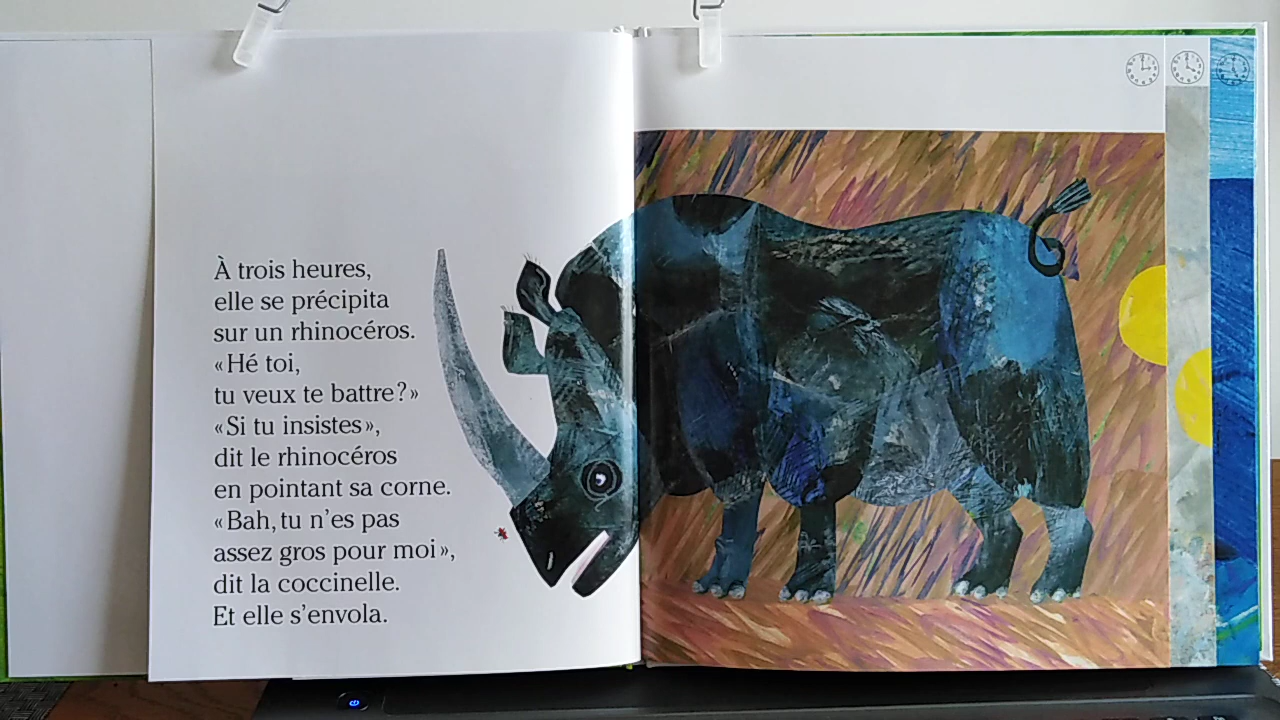 À trois heures,
elle se précipita
sur un rhinocéros.
«Hé toi,
tu veux te battre?»
«Si tu insistes»,
dit le rhinocéros
en pointant sa corne.
«Bah, tu n'es pas
assez gros pour moi»,
dit la coccinelle.
Et elle s'envola.